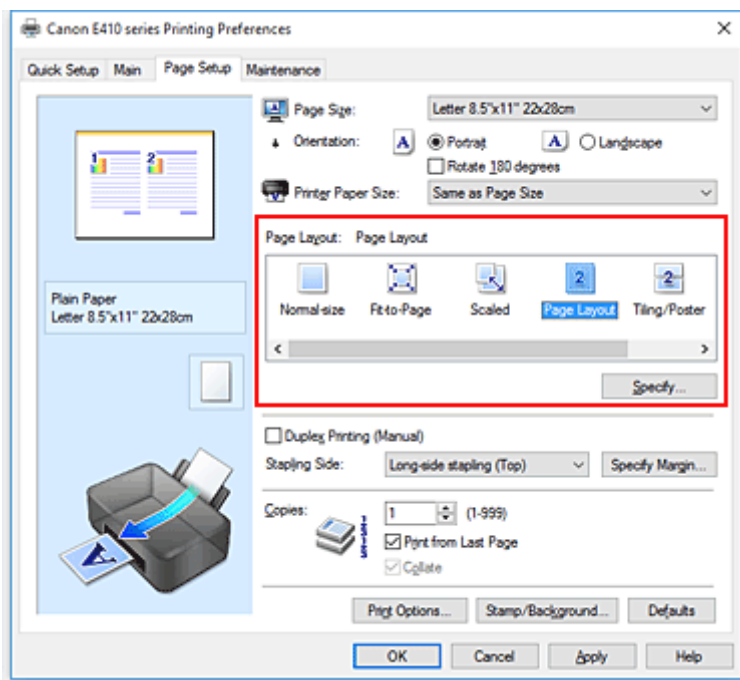 Canon E410 series Printing Preferences
Quick Setup Main Page Setup Maintenance
1 2
Plain Paper
Letter 8.5"x11" 22x28cm
A
Page Size: Letter 8.5"x11" 22x28cm
Orientation: A Portrait A Landscape
Rotate 180 degrees
Printer Paper Size: Same as Page Size
Page Layout: Page Layout
2 2
Normal-size Fit-to-Page Scaled Page Layout Tiling/Poster
Specify...
Duplex Printing (Manual)
Stapling Side: Long-side stapling (Top) Specify Margin...
Copies: 1 (1-999)
Print from Last Page
Collate
Print Options... Stamp/Background... Defaults
OK Cancel Apply Help